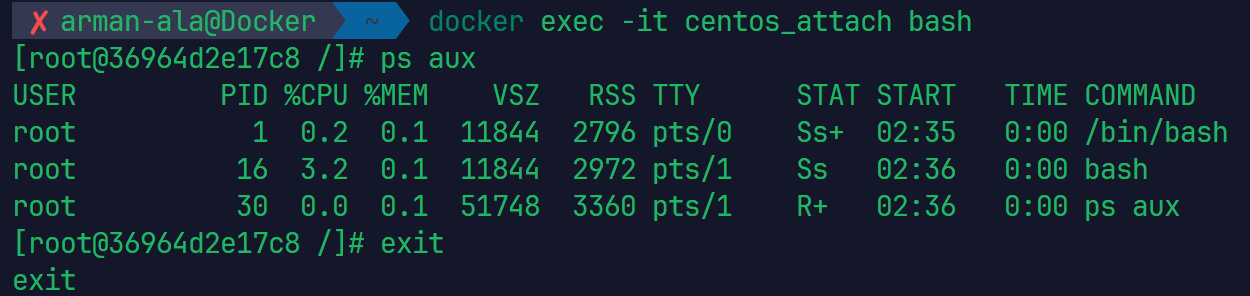 ✗ arman-ala@Docker ~ docker exec -it centos_attach bash
[root@36964d2e17c8 /]# ps aux
USER         PID %CPU %MEM    VSZ   RSS TTY      STAT START   TIME COMMAND
root           1  0.2  0.1  11844  2796 pts/0    Ss+  02:35   0:00 /bin/bash
root          16  3.2  0.1  11844  2972 pts/1    Ss   02:36   0:00 bash
root          30  0.0  0.1  51748  3360 pts/1    R+   02:36   0:00 ps aux
[root@36964d2e17c8 /]# exit
exit